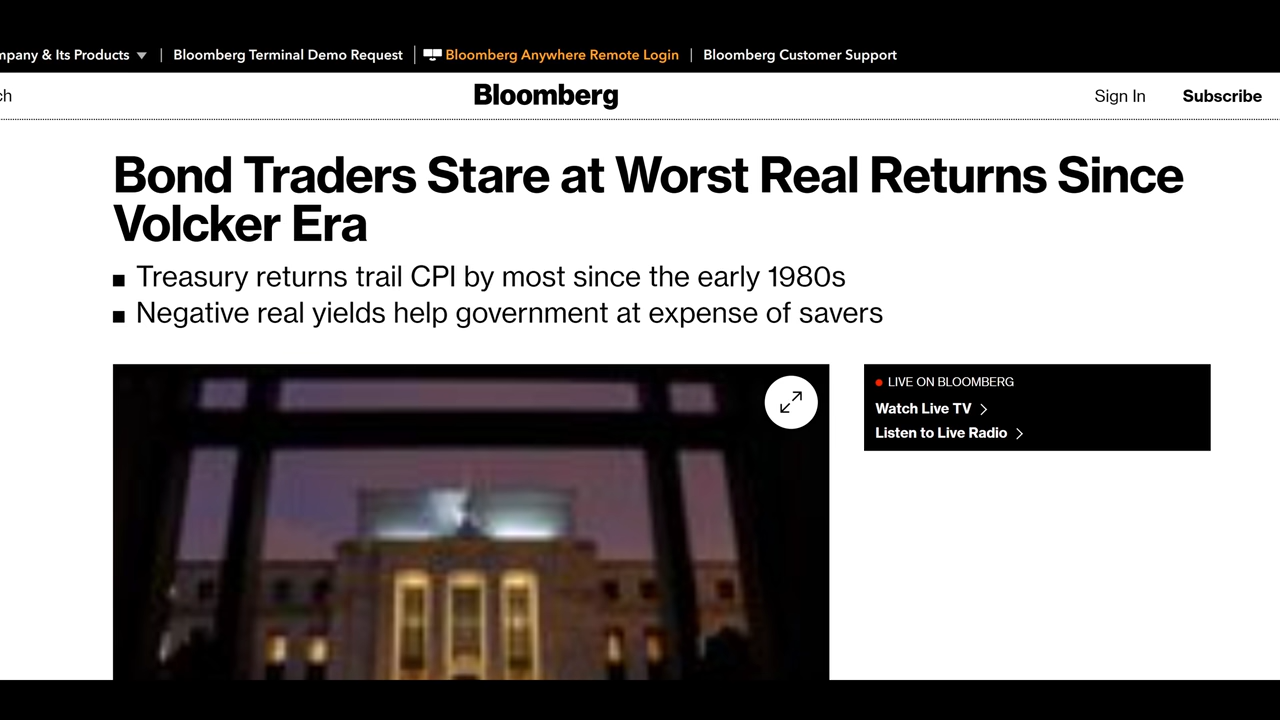 mpany & Its Products
Bloomberg Terminal Demo Request
Bloomberg Anywhere Remote Login
Bloomberg Customer Support
ch
Bloomberg
Sign In
Subscribe
Bond Traders Stare at Worst Real Returns Since
Volcker Era
Treasury returns trail CPI by most since the early 1980s
Negative real yields help government at expense of savers
LIVE ON BLOOMBERG
Watch Live TV
Listen to Live Radio